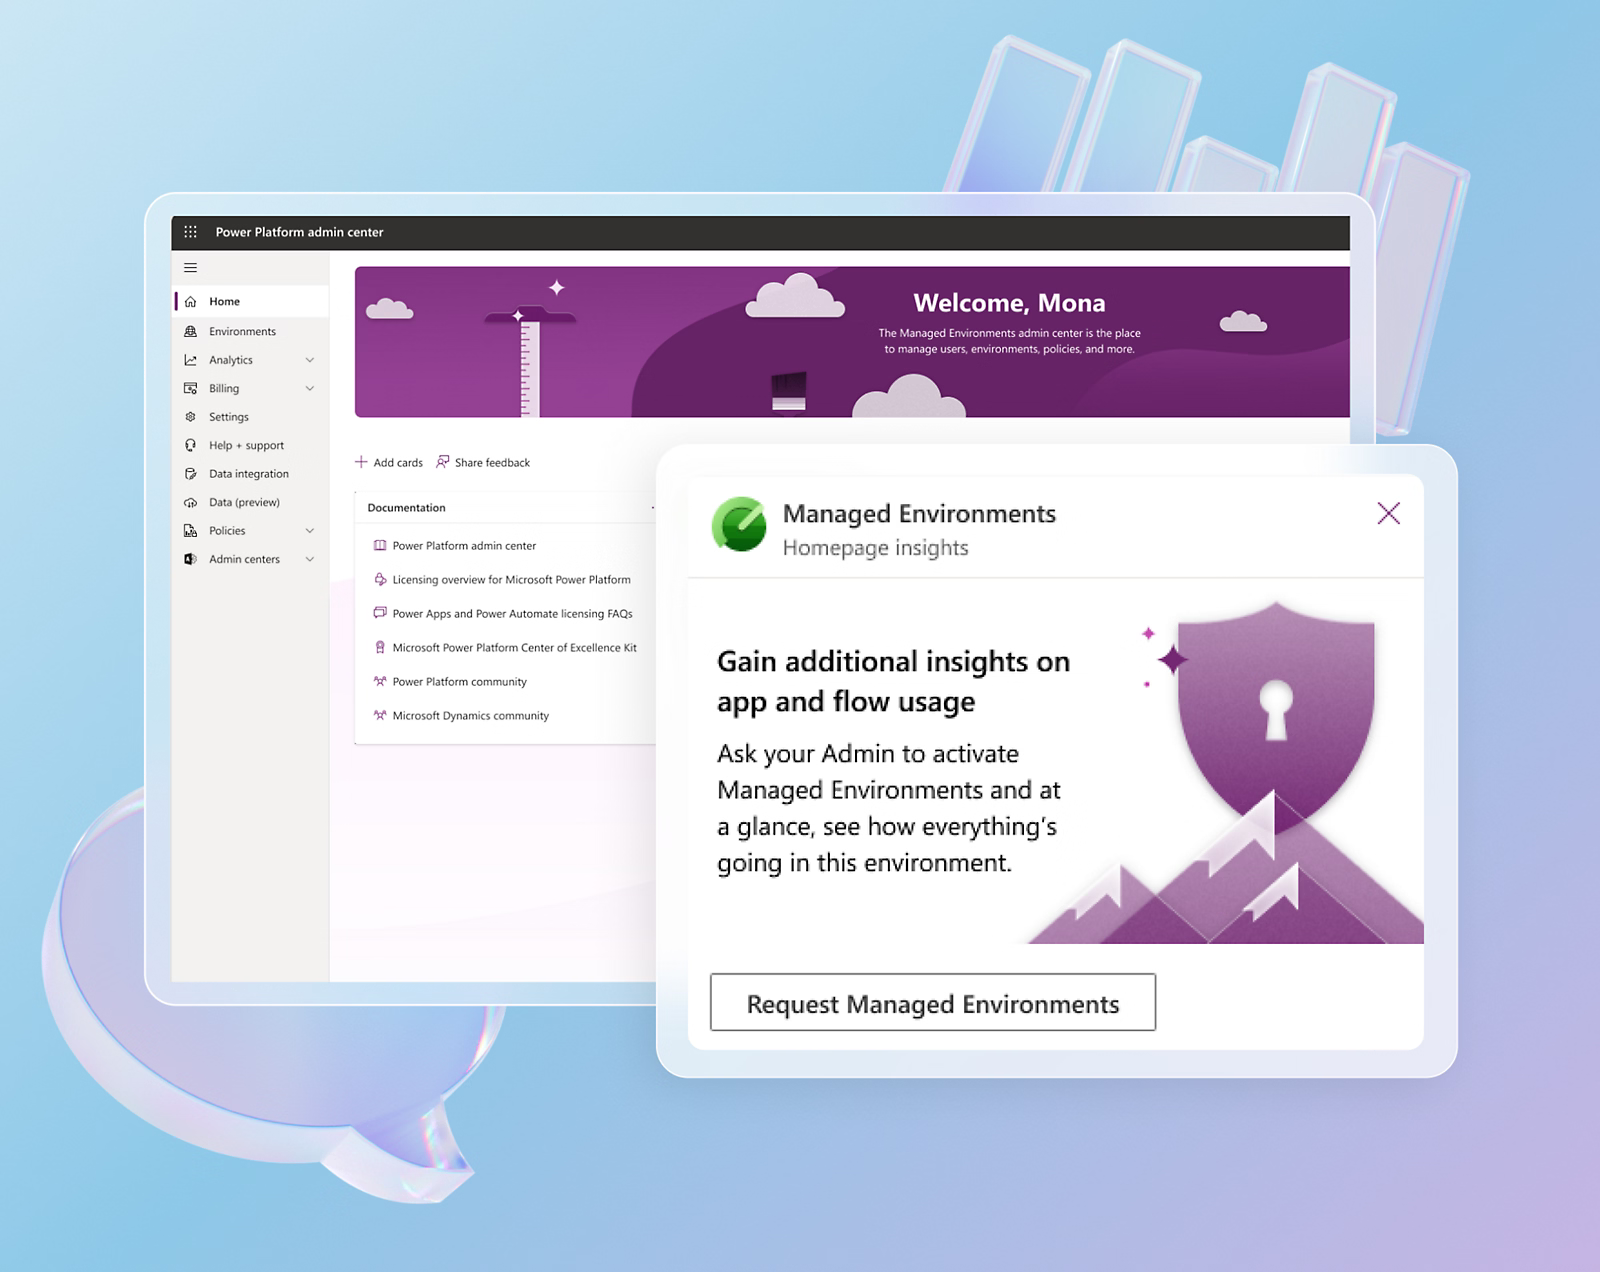 Power Platform admin center
Home
Environments
Analytics
Billing
Settings
Help + support
Data integration
Data (preview)
Policies
Admin centers
Welcome, Mona
The Managed Environments admin center is the place
to manage users, environments, policies, and more.
Add cards
Share feedback
Documentation
Power Platform admin center
Licensing overview for Microsoft Power Platform
Power Apps and Power Automate licensing FAQs
Microsoft Power Platform Center of Excellence Kit
Power Platform community
Microsoft Dynamics community
Managed Environments
Homepage insights
Gain additional insights on
app and flow usage
Ask your Admin to activate
Managed Environments and at
a glance, see how everything’s
going in this environment.
Request Managed Environments